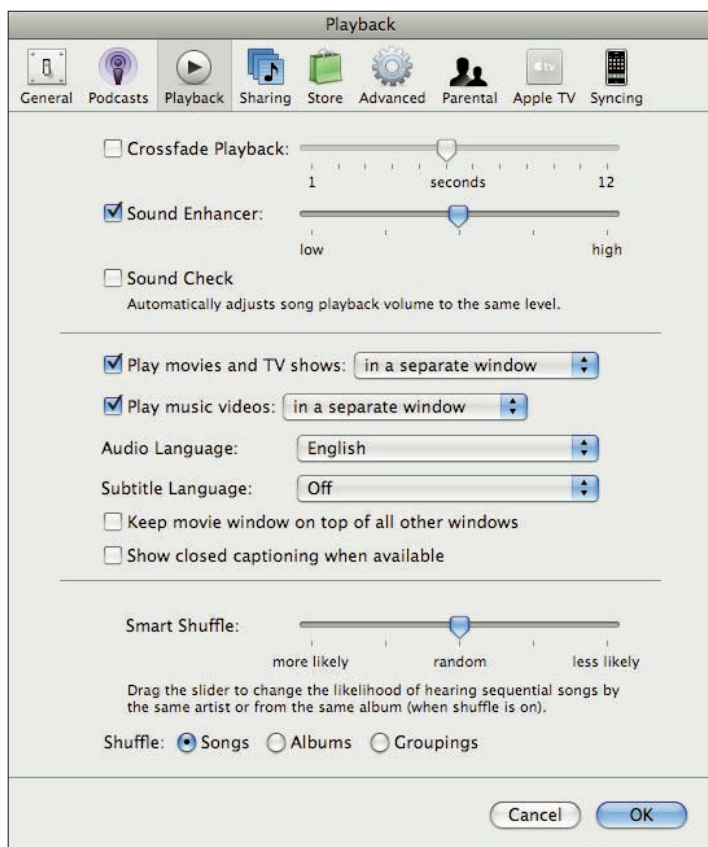 Playback
General Podcasts Playback Sharing Store Advanced Parental Apple TV Syncing
Crossfade Playback:
1 seconds 12
Sound Enhancer:
low high
Sound Check
Automatically adjusts song playback volume to the same level.
Play movies and TV shows: in a separate window
Play music videos: in a separate window
Audio Language: English
Subtitle Language: Off
Keep movie window on top of all other windows
Show closed captioning when available
Smart Shuffle:
more likely random less likely
Drag the slider to change the likelihood of hearing sequential songs by
the same artist or from the same album (when shuffle is on).
Shuffle: Songs Albums Groupings
Cancel OK